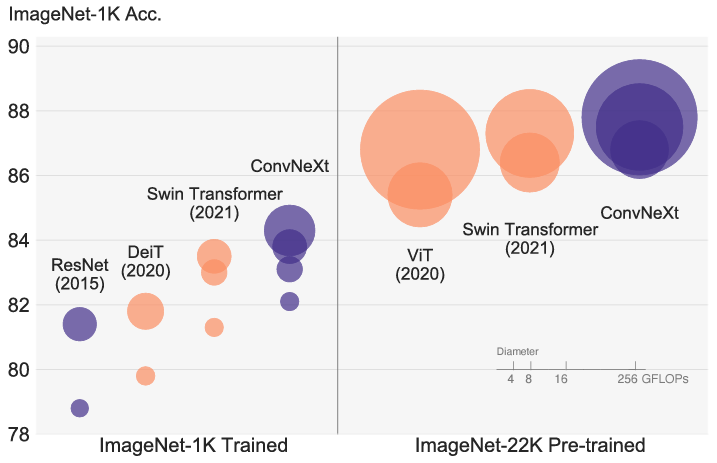 ImageNet-1K Acc.
90
88
86
84
82
80
78
ResNet
(2015)
DeiT
(2020)
Swin Transformer
(2021)
ConvNeXt
ViT
(2020)
Swin Transformer
(2021)
ConvNeXt
Diameter
4 8 16 256 GFLOPs
ImageNet-1K Trained
ImageNet-22K Pre-trained